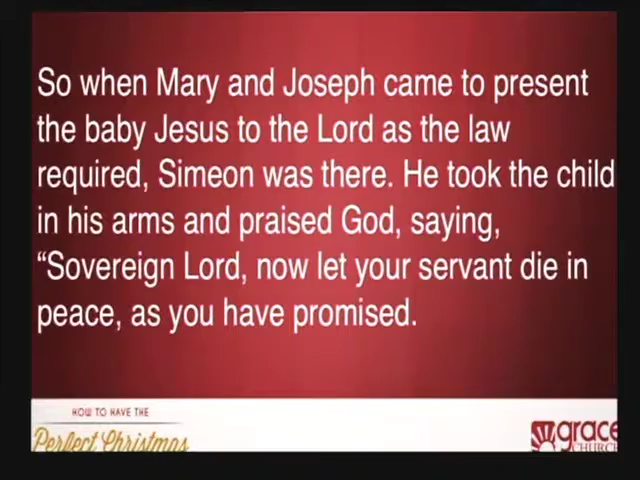 So when Mary and Joseph came to present
the baby Jesus to the Lord as the law
required, Simeon was there. He took the child
in his arms and praised God, saying,
“Sovereign Lord, now let your servant die in
peace, as you have promised.
HOW TO HAVE THE
Perfect Christmas
grace
CHURCH